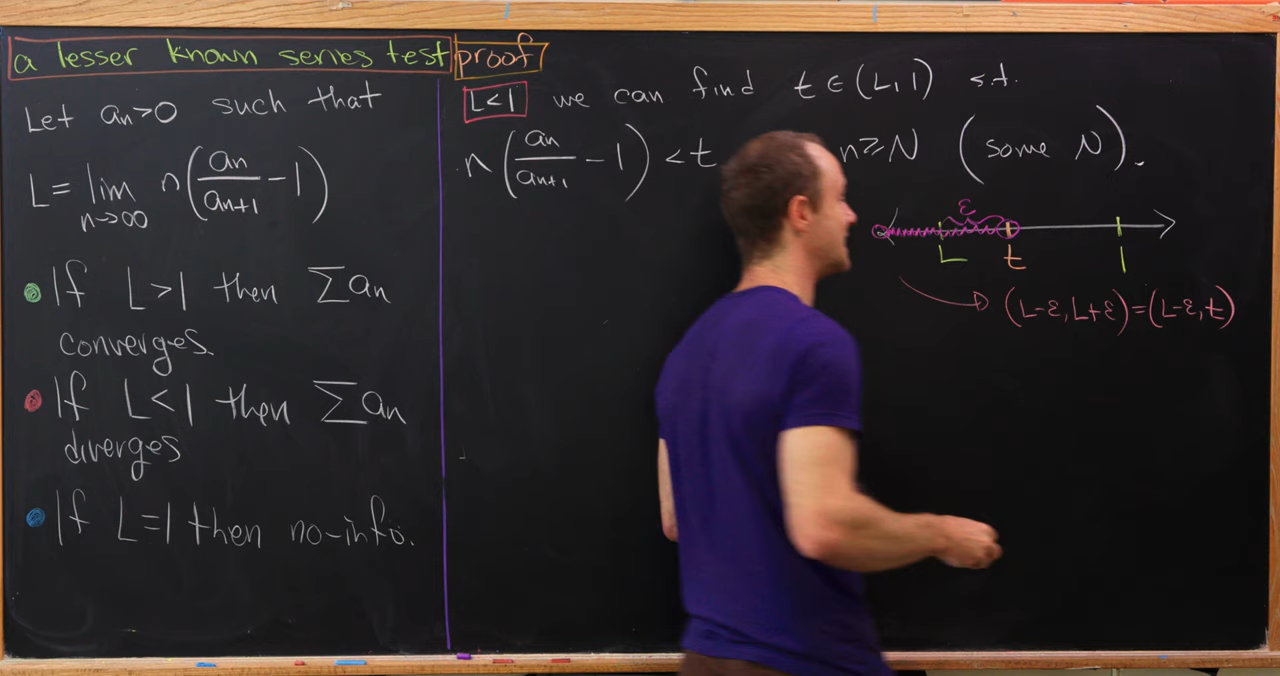 a lesser known series test
Let an>0 such that
L= lim n→∞ n(an/an+1 -1)
If L>1 then ∑an
converges.
If L<1 then ∑an
diverges
If L=1 then no-info.
proof
L<1 we can find t∈(L,1) s.t.
n(an/an+1 -1)<t n≥N (some N).
ε
L t 1
(L-ε,L+ε)=(L-ε,t)